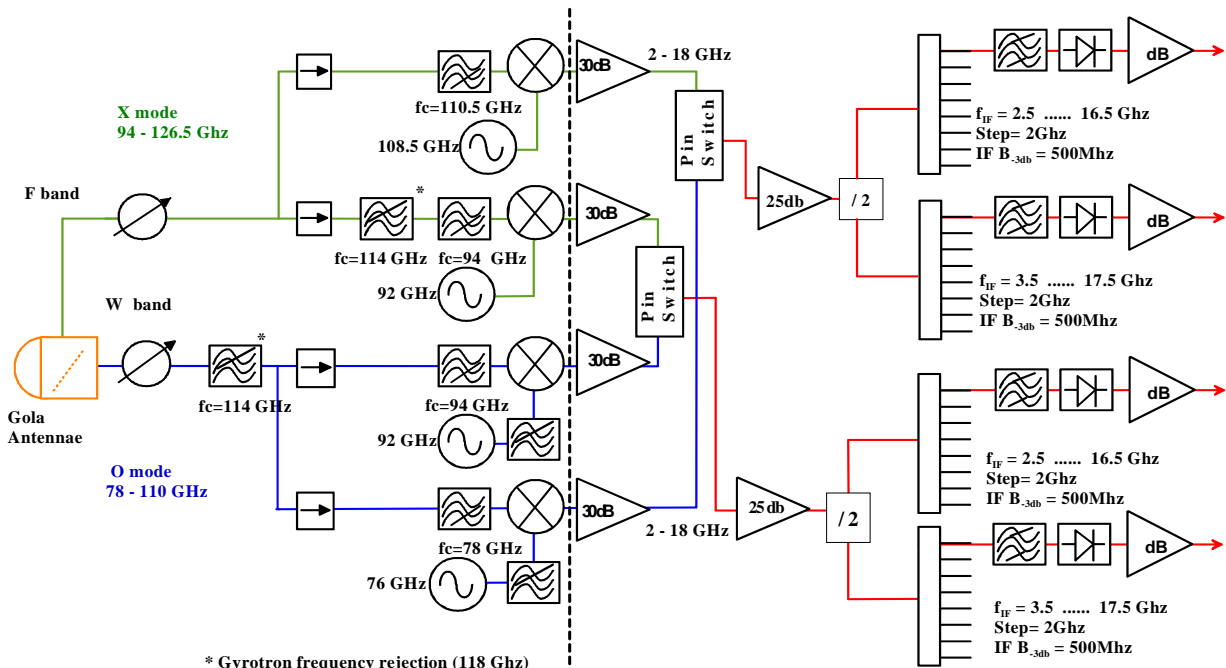 30dB
2 - 18 GHz
dB
fc=110.5 GHz
X mode
94 - 126.5 Ghz
108.5 GHz
Pin
Switch
f_IF = 2.5 ...... 16.5 Ghz
Step= 2Ghz
IF B_-3db = 500Mhz
F band
*
30dB
25db
/ 2
dB
fc=114 GHz
fc=94 GHz
92 GHz
Pin
Switch
f_IF = 3.5 ...... 17.5 Ghz
Step= 2Ghz
IF B_-3db = 500Mhz
W band
*
30dB
dB
fc=114 GHz
fc=94 GHz
Gola
Antennae
92 GHz
f_IF = 2.5 ...... 16.5 Ghz
Step= 2Ghz
IF B_-3db = 500Mhz
O mode
78 - 110 GHz
30dB
2 - 18 GHz
25db
/ 2
dB
fc=78 GHz
76 GHz
f_IF = 3.5 ...... 17.5 Ghz
Step= 2Ghz
IF B_-3db = 500Mhz
* Gyrotron frequency rejection (118 Ghz)